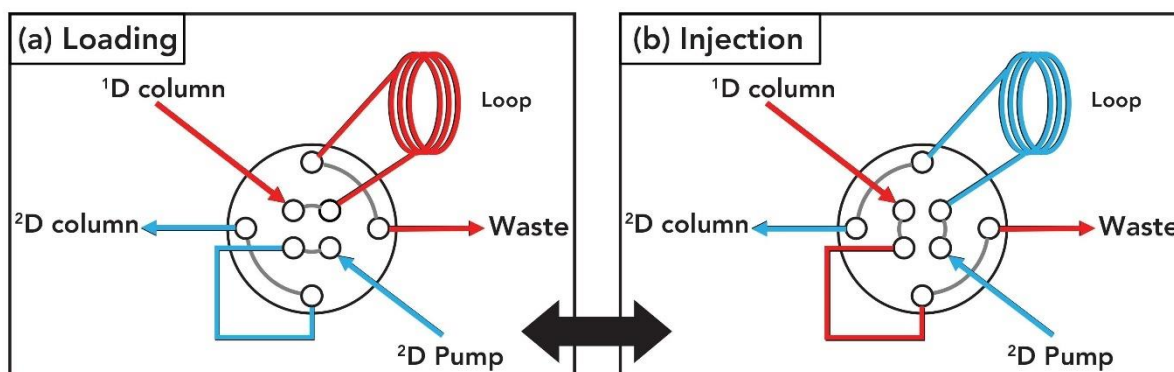 (a) Loading
¹D column
Loop
²D column
Waste
²D Pump
(b) Injection
¹D column
Loop
²D column
Waste
²D Pump